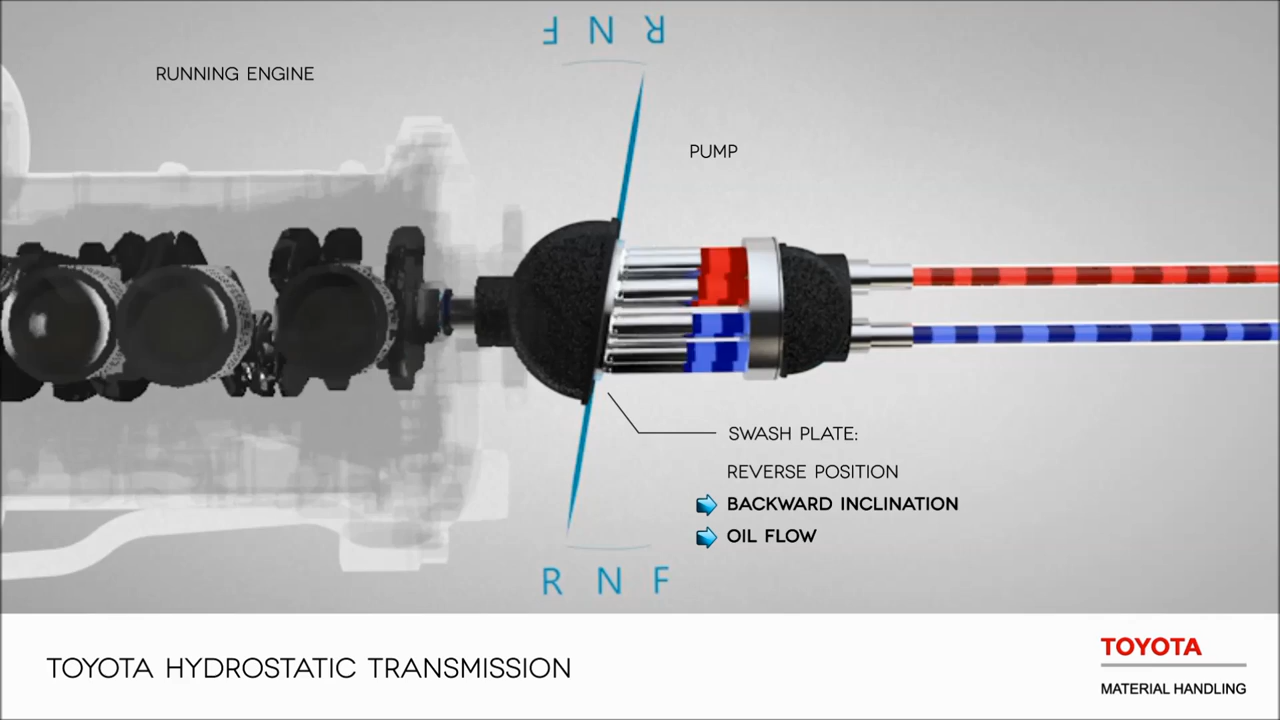 F N R
RUNNING ENGINE
PUMP
SWASH PLATE:
REVERSE POSITION
BACKWARD INCLINATION
OIL FLOW
R N F
TOYOTA HYDROSTATIC TRANSMISSION
TOYOTA
MATERIAL HANDLING